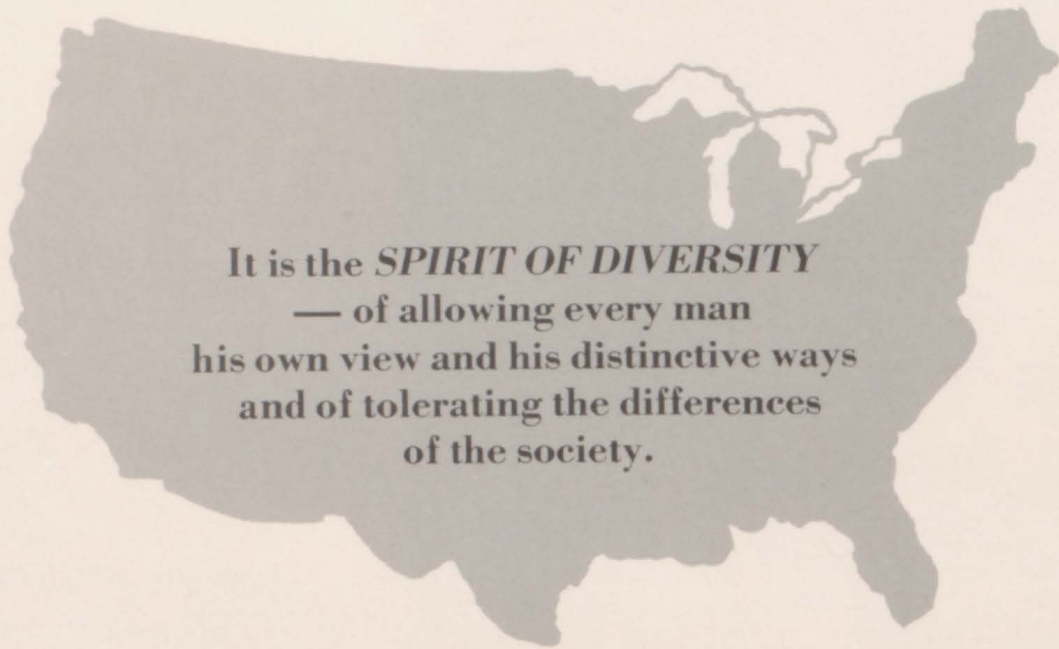 It is the SPIRIT OF DIVERSITY
— of allowing every man
his own view and his distinctive ways
and of tolerating the differences
of the society.